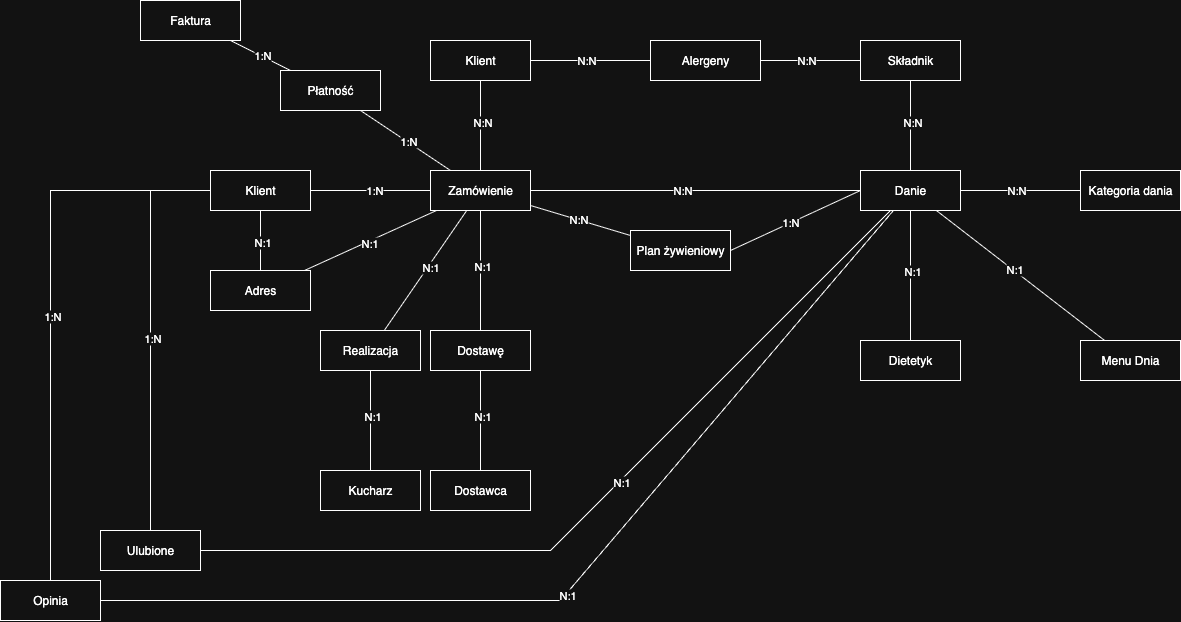 Faktura
1:N
Klient
N:N
Alergeny
N:N
Składnik
Płatność
N:N
N:N
1:N
Klient
1:N
Zamówienie
N:N
Danie
N:N
Kategoria dania
N:N
1:N
N:1
N:1
Plan żywieniowy
N:1
N:1
N:1
N:1
Adres
1:N
1:N
Realizacja
Dostawę
Dietetyk
Menu Dnia
N:1
N:1
Kucharz
Dostawca
N:1
Ulubione
Opinia
N:1